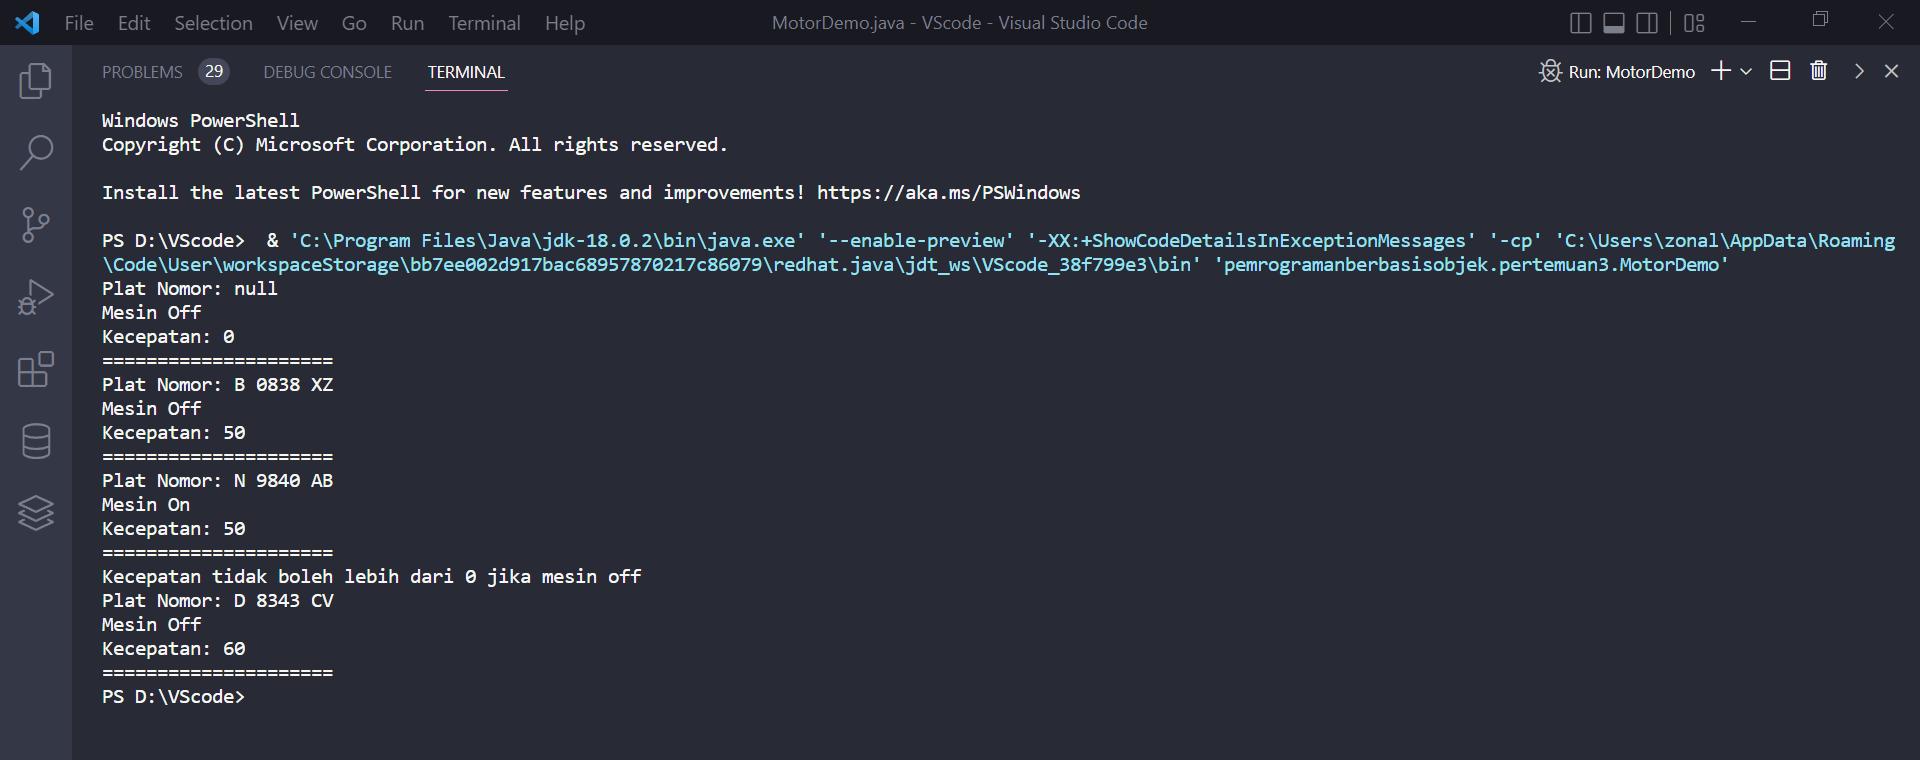 File Edit Selection View Go Run Terminal Help MotorDemo.java - VScode - Visual Studio Code
PROBLEMS 29 DEBUG CONSOLE TERMINAL Run: MotorDemo
Windows PowerShell
Copyright (C) Microsoft Corporation. All rights reserved.
Install the latest PowerShell for new features and improvements! https://aka.ms/PSWindows
PS D:\VScode>  & 'C:\Program Files\Java\jdk-18.0.2\bin\java.exe' '--enable-preview' '-XX:+ShowCodeDetailsInExceptionMessages' '-cp' 'C:\Users\zonal\AppData\Roaming
\Code\User\workspaceStorage\bb7ee002d917bac68957870217c86079\redhat.java\jdt_ws\VScode_38f799e3\bin' 'pemrogramanberbasisobjek.pertemuan3.MotorDemo'
Plat Nomor: null
Mesin Off
Kecepatan: 0
=====================
Plat Nomor: B 0838 XZ
Mesin Off
Kecepatan: 50
=====================
Plat Nomor: N 9840 AB
Mesin On
Kecepatan: 50
=====================
Kecepatan tidak boleh lebih dari 0 jika mesin off
Plat Nomor: D 8343 CV
Mesin Off
Kecepatan: 60
=====================
PS D:\VScode>